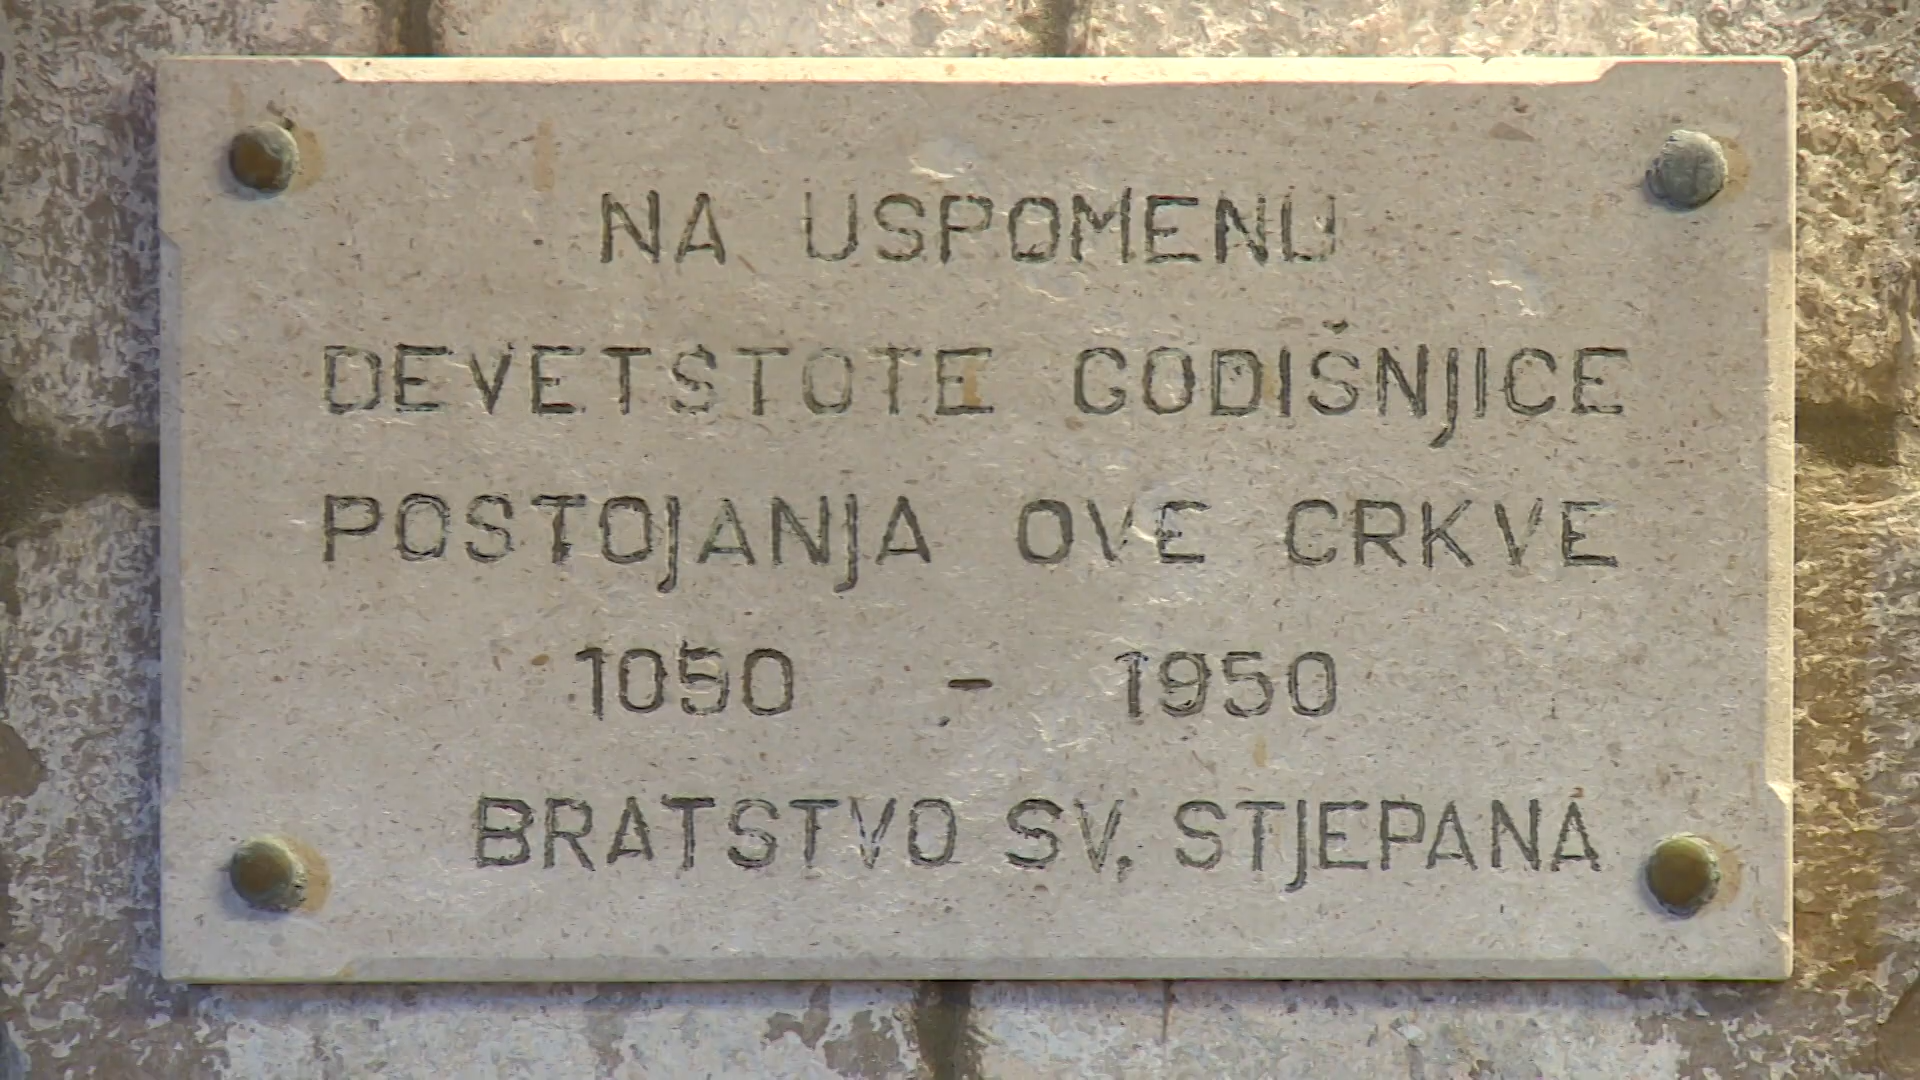 NA USPOMENU
DEVETSTOTE GODIŠNJICE
POSTOJANJA OVE CRKVE
1050 - 1950
BRATSTVO SV. STJEPANA